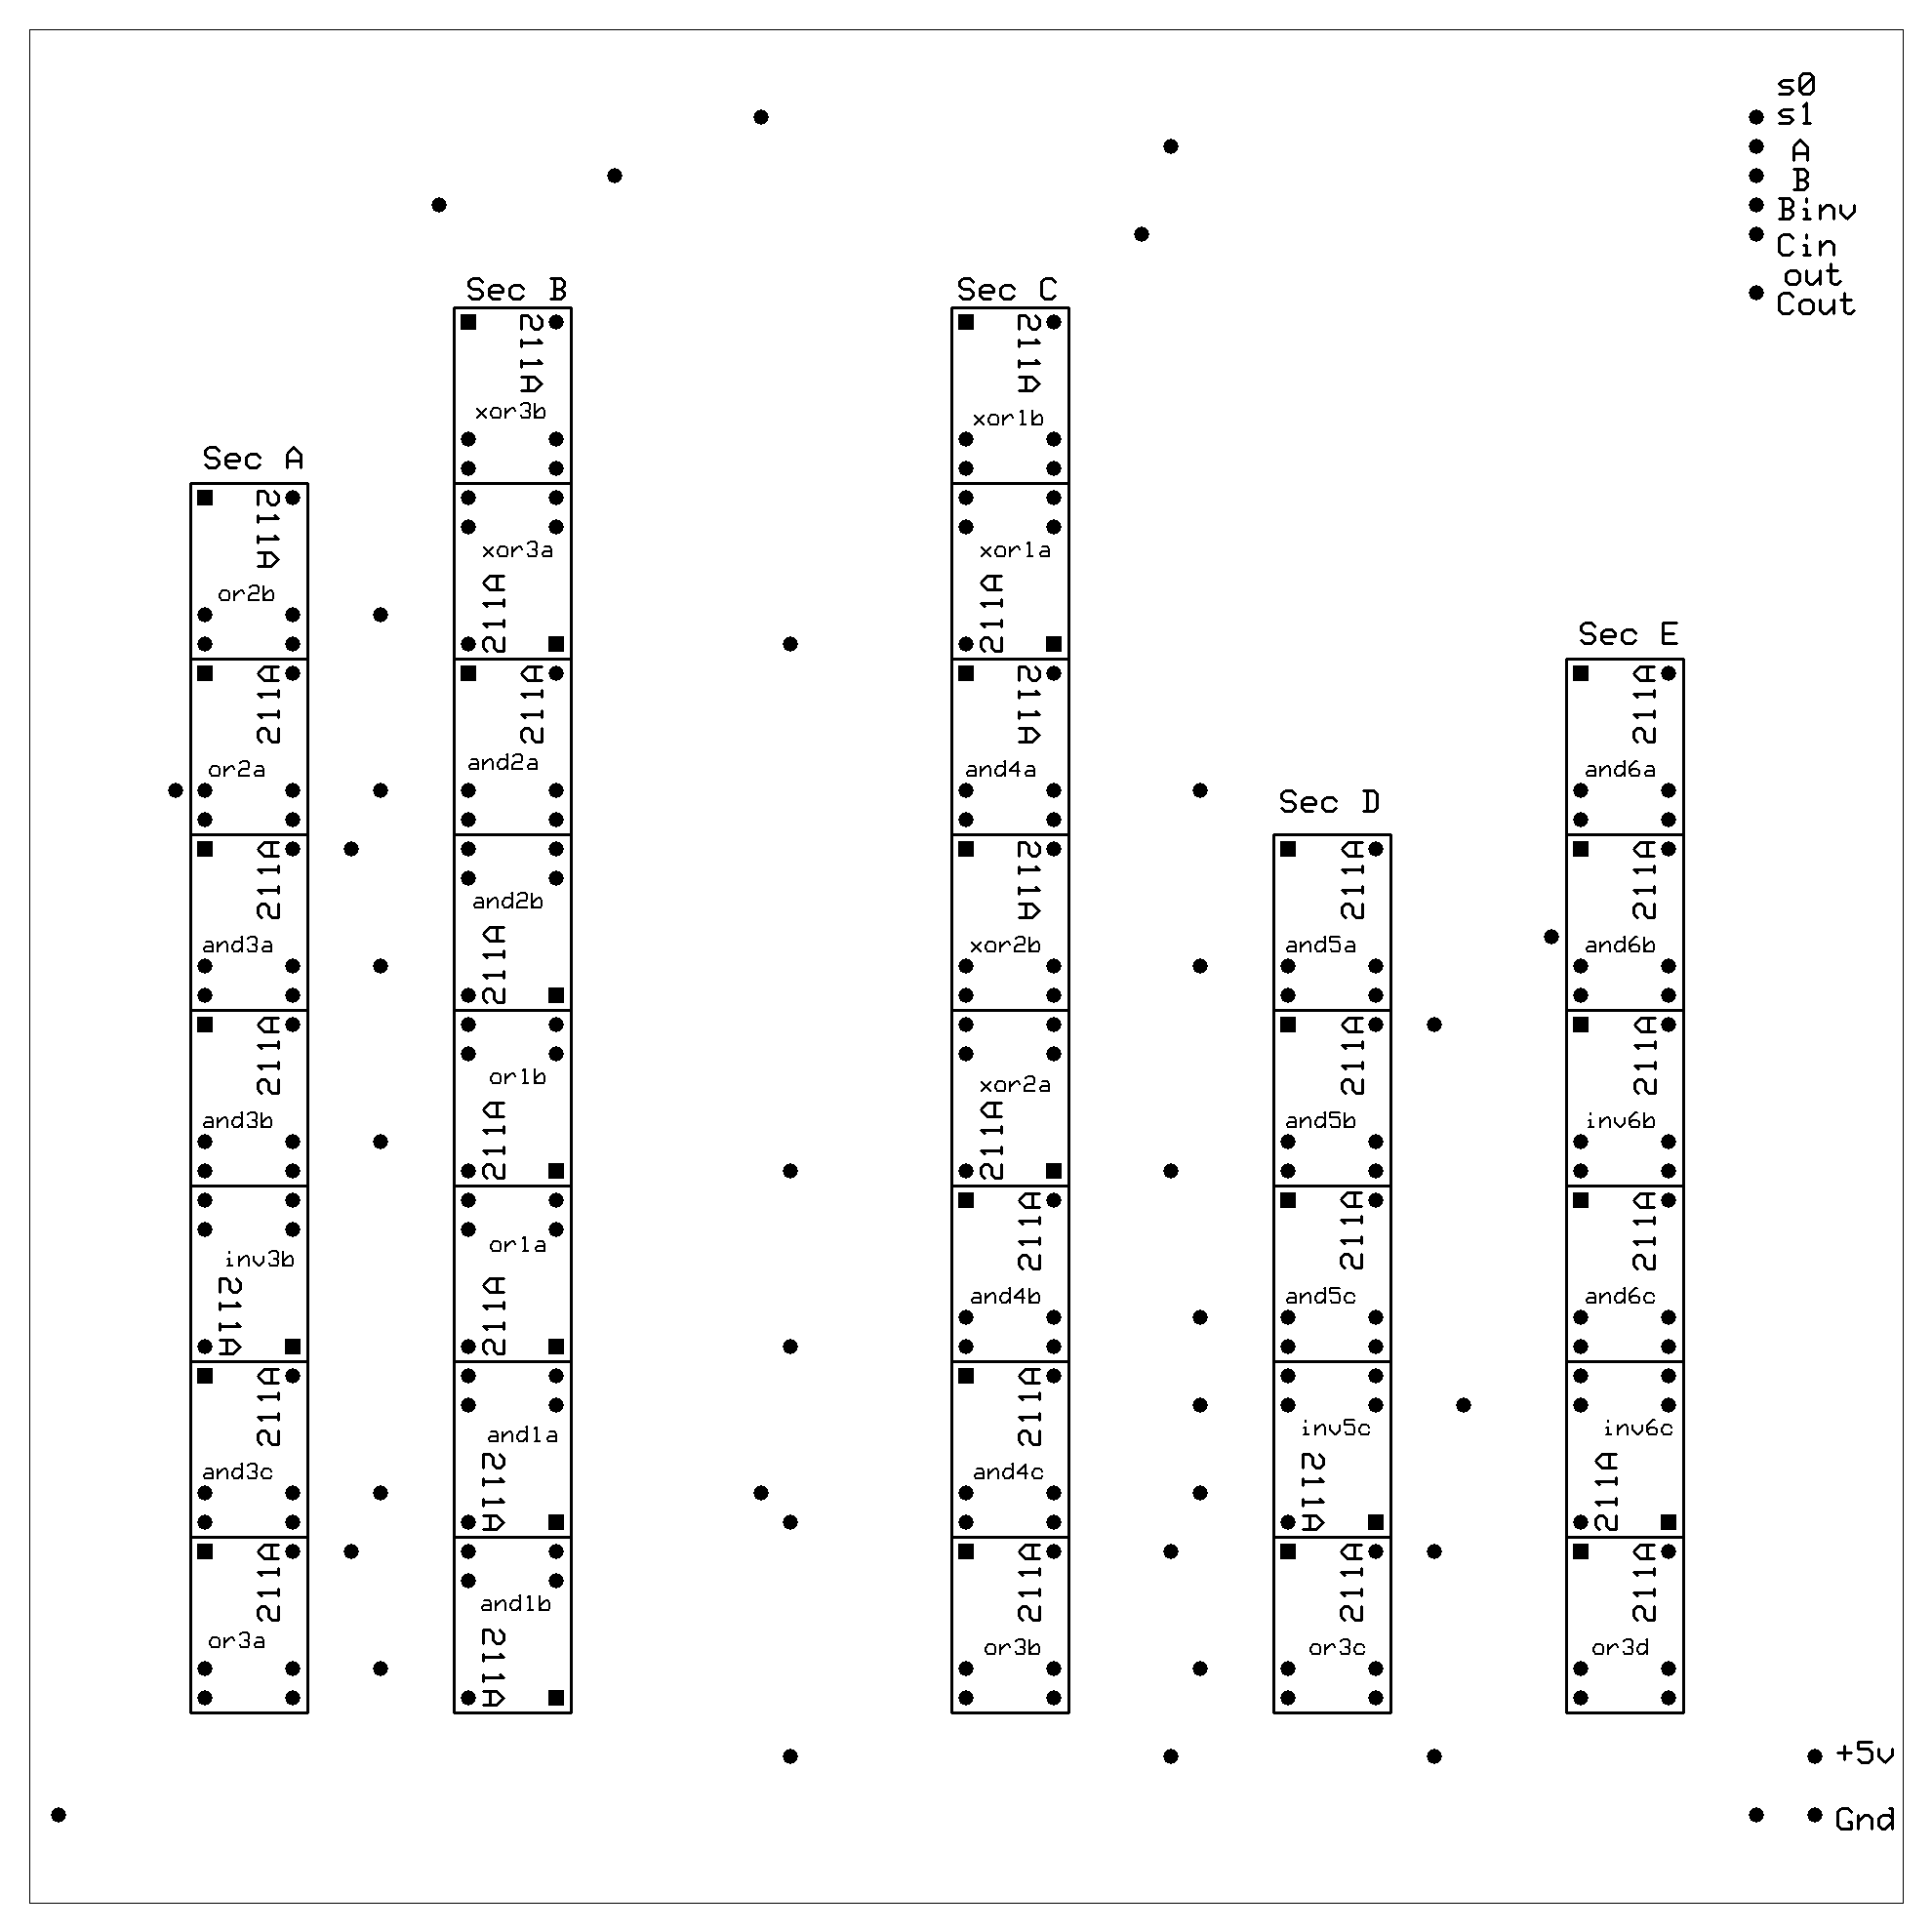 s0
s1
A
B
Binv
Cin
out
Cout
Sec A
211A
or2b
211A
or2a
211A
and3a
211A
and3b
inv3b
211A
211A
and3c
211A
or3a
Sec B
211A
xor3b
xor3a
211A
211A
and2a
and2b
211A
or1b
211A
or1a
211A
and1a
211A
and1b
211A
Sec C
211A
xor1b
xor1a
211A
211A
and4a
211A
xor2b
xor2a
211A
211A
and4b
211A
and4c
211A
or3b
Sec D
211A
and5a
211A
and5b
211A
and5c
inv5c
211A
211A
or3c
Sec E
211A
and6a
211A
and6b
211A
inv6b
211A
and6c
inv6c
211A
211A
or3d
+5v
Gnd